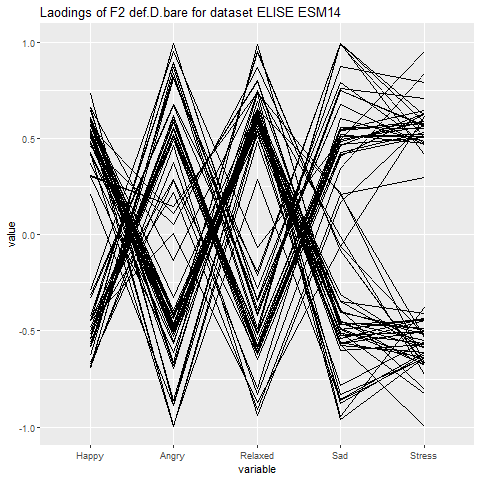 Laodings of F2 def.D.bare for dataset ELISE ESM14
1.0
0.5
0.0
-0.5
-1.0
value
Happy Angry Relaxed Sad Stress
variable